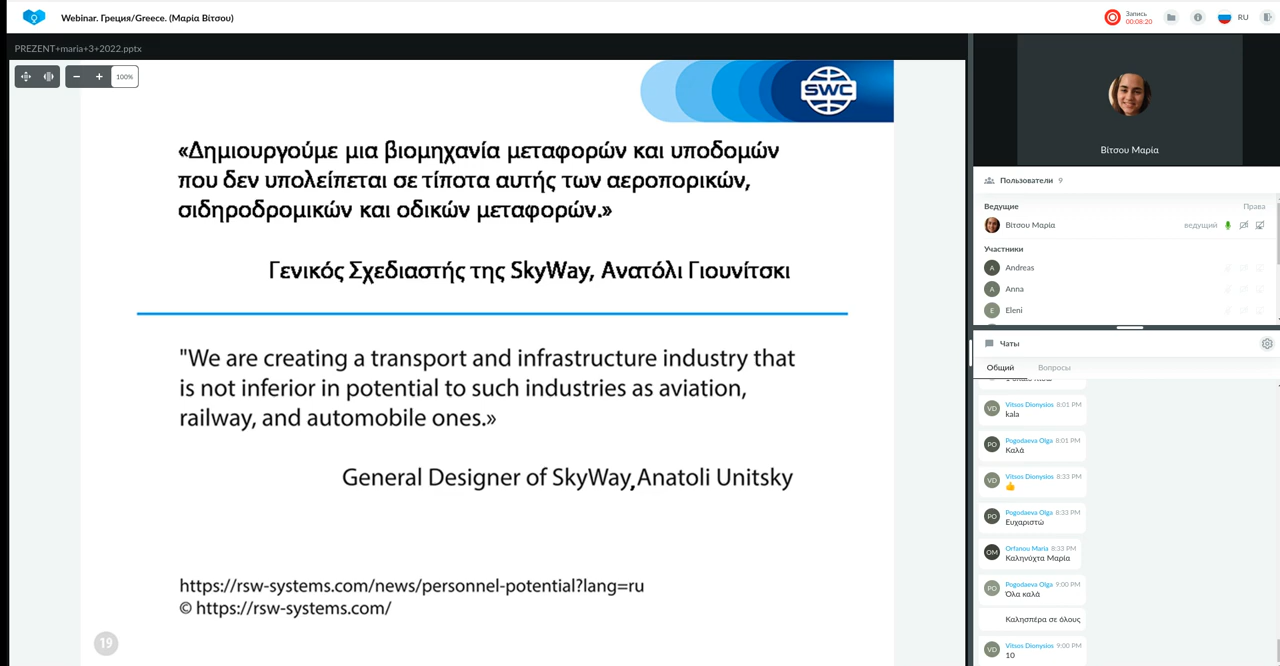 Webinar. Греция/Greece. (Μαρία Βίτσου)
Запись
00:08:20
RU
PREZENT+maria+3+2022.pptx
100%
SWC
«Δημιουργούμε μια βιομηχανία μεταφορών και υποδομών
που δεν υπολείπεται σε τίποτα αυτής των αεροπορικών,
σιδηροδρομικών και οδικών μεταφορών.»
Γενικός Σχεδιαστής της SkyWay, Ανατόλι Γιουνίτσκι
"We are creating a transport and infrastructure industry that
is not inferior in potential to such industries as aviation,
railway, and automobile ones.»
General Designer of SkyWay,Anatoli Unitsky
https://rsw-systems.com/news/personnel-potential?lang=ru
© https://rsw-systems.com/
19
Βίτσου Μαρία
Пользователи 9
Ведущие Права
Βίτσου Μαρία ведущий
Участники
A Andreas
A Anna
E Eleni
Чаты
Общий Вопросы
VD Vitsos Dionysios 8:01 PM
kala
PO Pogodaeva Olga 8:01 PM
Καλά
VD Vitsos Dionysios 8:33 PM
👍
PO Pogodaeva Olga 8:33 PM
Ευχαριστώ
OM Orfanou Maria 8:33 PM
Καληνύχτα Μαρία
PO Pogodaeva Olga 9:00 PM
Όλα καλά
Καλησπέρα σε όλους
VD Vitsos Dionysios 9:00 PM
10